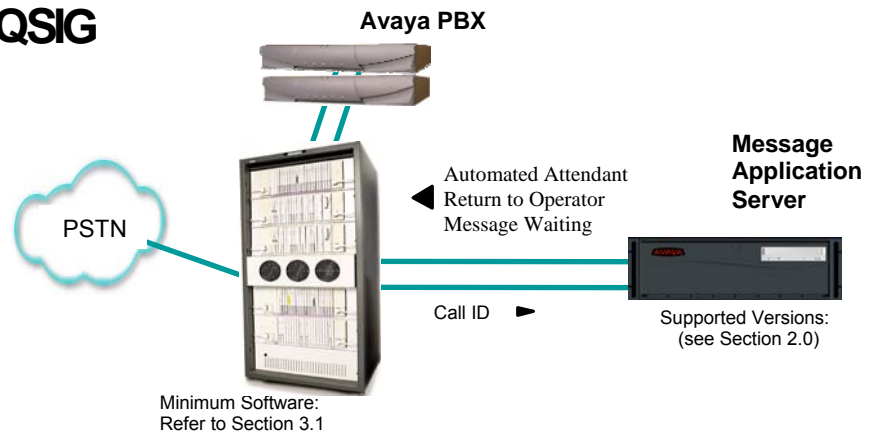 QSIG
Avaya PBX
Message
Application
Server
Automated Attendant
Return to Operator
Message Waiting
PSTN
AVAYA
Call ID
Supported Versions:
(see Section 2.0)
Minimum Software:
Refer to Section 3.1